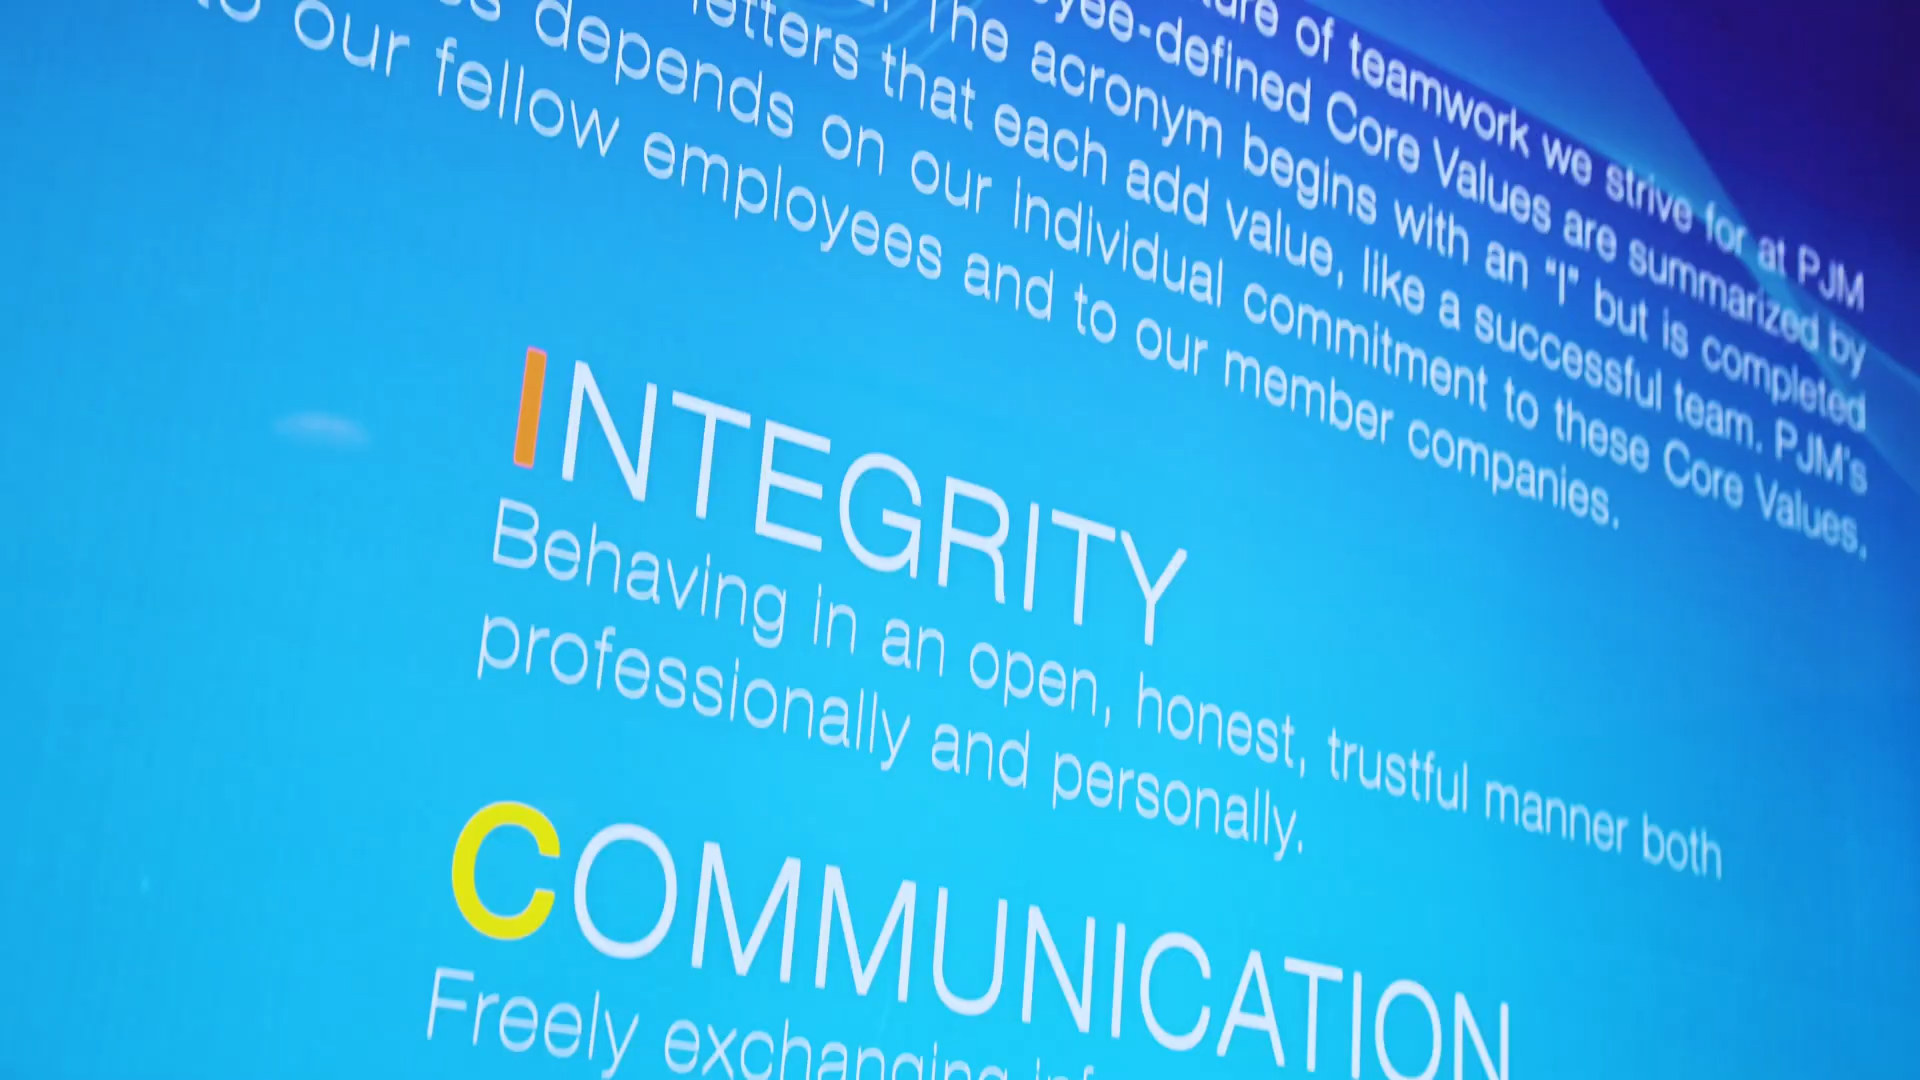 of teamwork we strive for at PJM
-defined Core Values are summarized by
The acronym begins with an "I" but is completed
that each add value, like a successful team. PJM's
depends on our individual commitment to these Core Values,
to our fellow employees and to our member companies.
INTEGRITY
Behaving in an open, honest, trustful manner both
professionally and personally.
COMMUNICATION
Freely exchanging